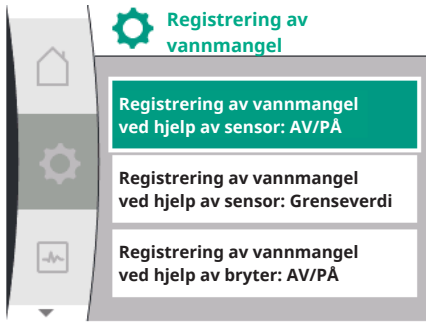 Registrering av
vannmangel
Registrering av vannmangel
ved hjelp av sensor: AV/PÅ
Registrering av vannmangel
ved hjelp av sensor: Grenseverdi
Registrering av vannmangel
ved hjelp av bryter: AV/PÅ